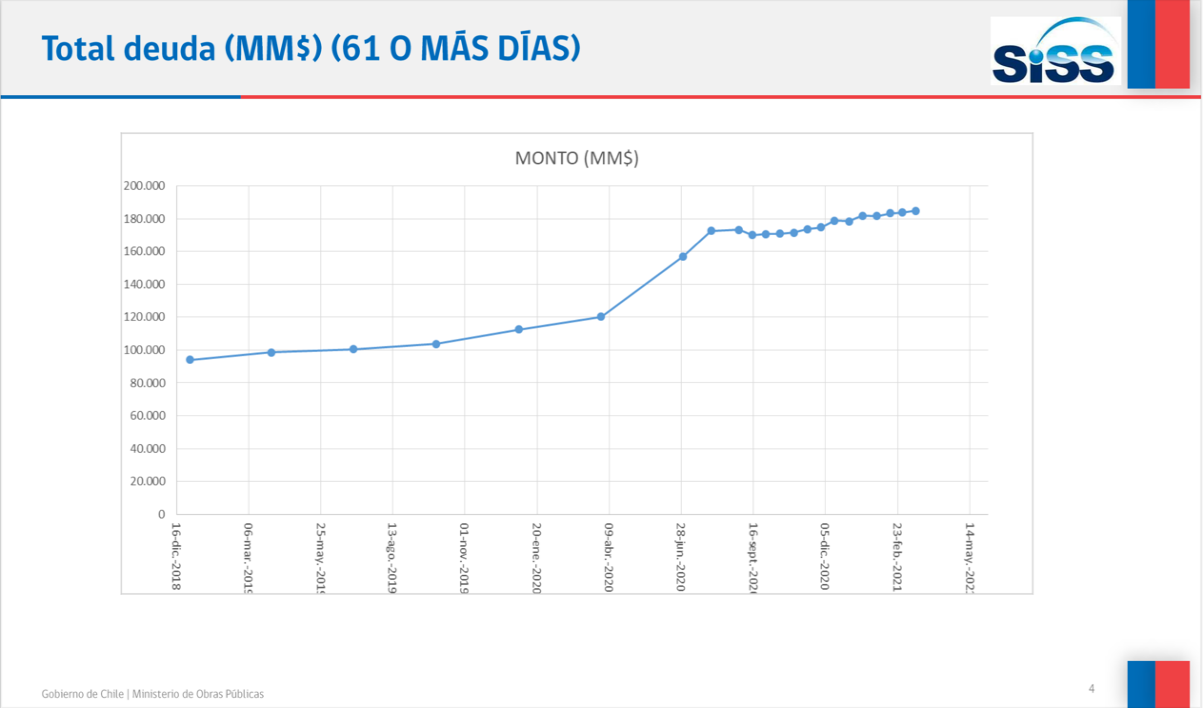 Total deuda (MM$) (61 O MÁS DÍAS)
SiSS
MONTO (MM$)
200.000
180.000
160.000
140.000
120.000
100.000
80.000
60.000
40.000
20.000
0
16-dic.-2018
06-mar.-2019
25-may.-2019
13-ago.-2019
01-nov.-2019
20-ene.-2020
09-abr.-2020
28-jun.-2020
16-sept.-2020
05-dic.-2020
23-feb.-2021
14-may.-2021
Gobierno de Chile | Ministerio de Obras Públicas
4